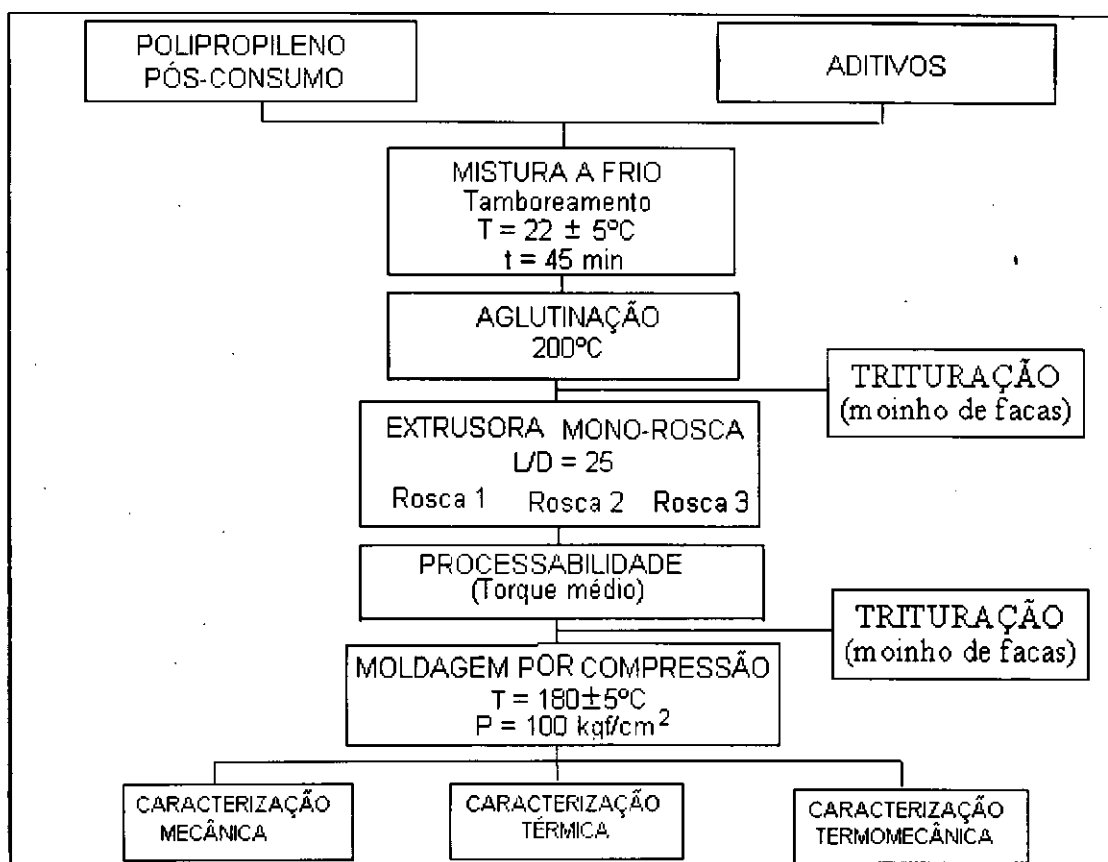 POLIPROPILENO
PÓS-CONSUMO
ADITIVOS
MISTURA A FRIO
Tamboreamento
T = 22 ± 5ºC
t = 45 min
AGLUTINAÇÃO
200ºC
TRITURAÇÃO
(moinho de facas)
EXTRUSORA MONO-ROSCA
L/D = 25
Rosca 1 Rosca 2 Rosca 3
PROCESSABILIDADE
(Torque médio)
TRITURAÇÃO
(moinho de facas)
MOLDAGEM POR COMPRESSÃO
T = 180±5ºC
P = 100 kgf/cm²
CARACTERIZAÇÃO
MECÂNICA
CARACTERIZAÇÃO
TÉRMICA
CARACTERIZAÇÃO
TERMOMECÂNICA